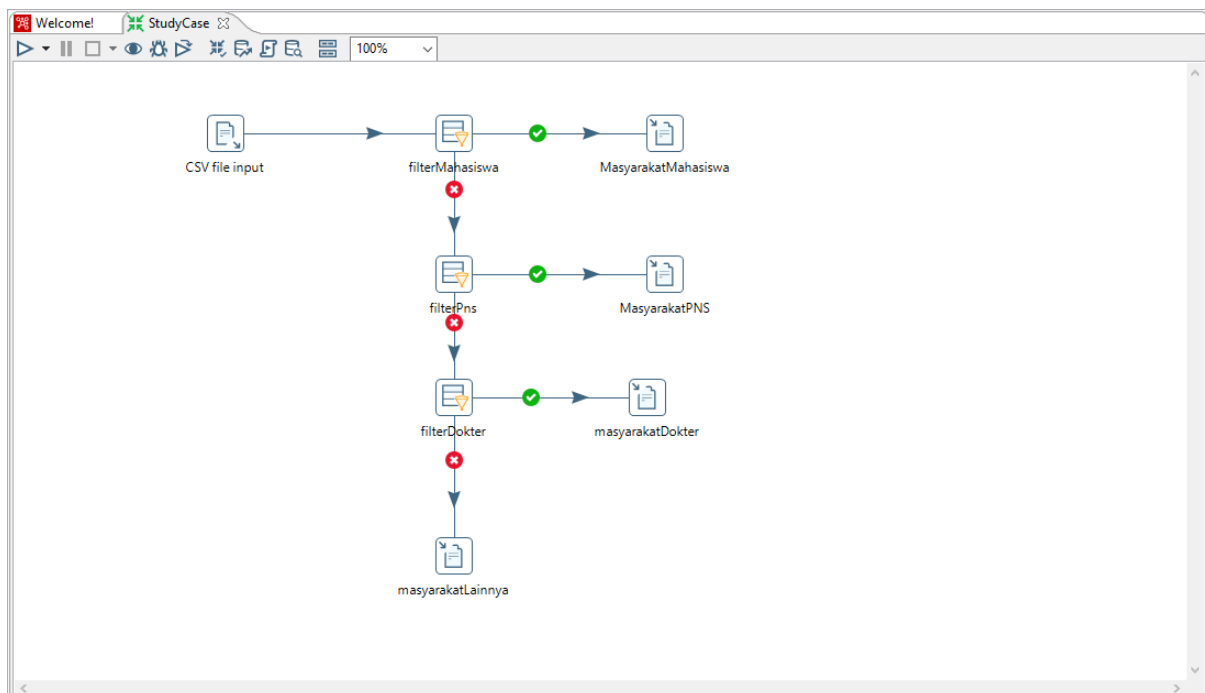 Welcome!
StudyCase
100%
CSV file input
filterMahasiswa
MasyarakatMahasiswa
filterPns
MasyarakatPNS
filterDokter
masyarakatDokter
masyarakatLainnya